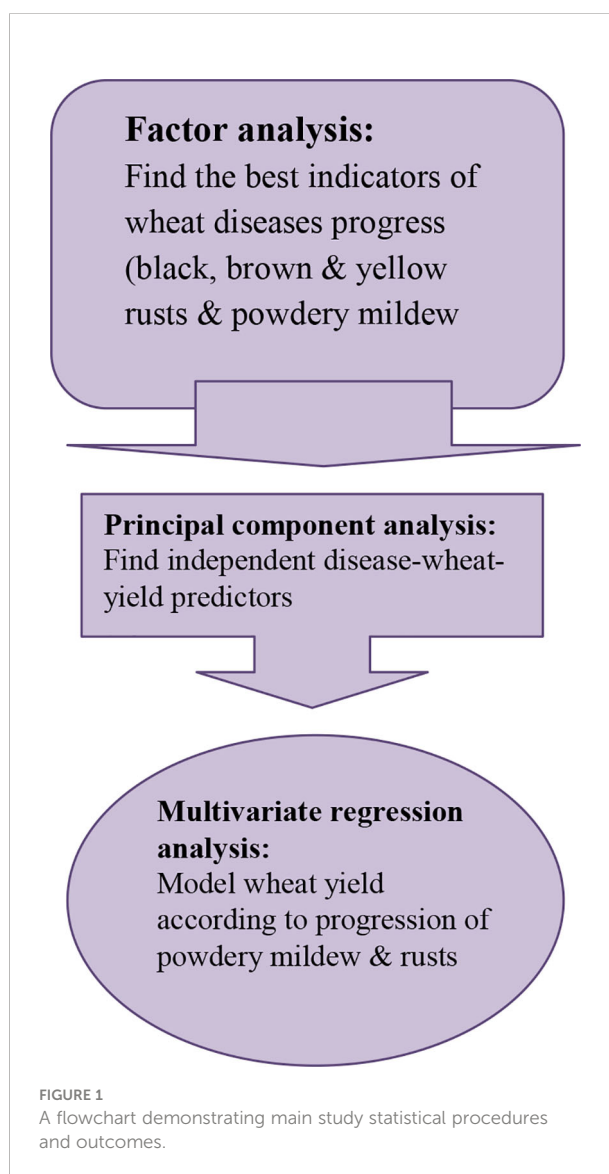 Factor analysis:
Find the best indicators of
wheat diseases progress
(black, brown & yellow
rusts & powdery mildew
Principal component analysis:
Find independent disease-wheat-
yield predictors
Multivariate regression
analysis:
Model wheat yield
according to progression of
powdery mildew & rusts
FIGURE 1
A flowchart demonstrating main study statistical procedures
and outcomes.